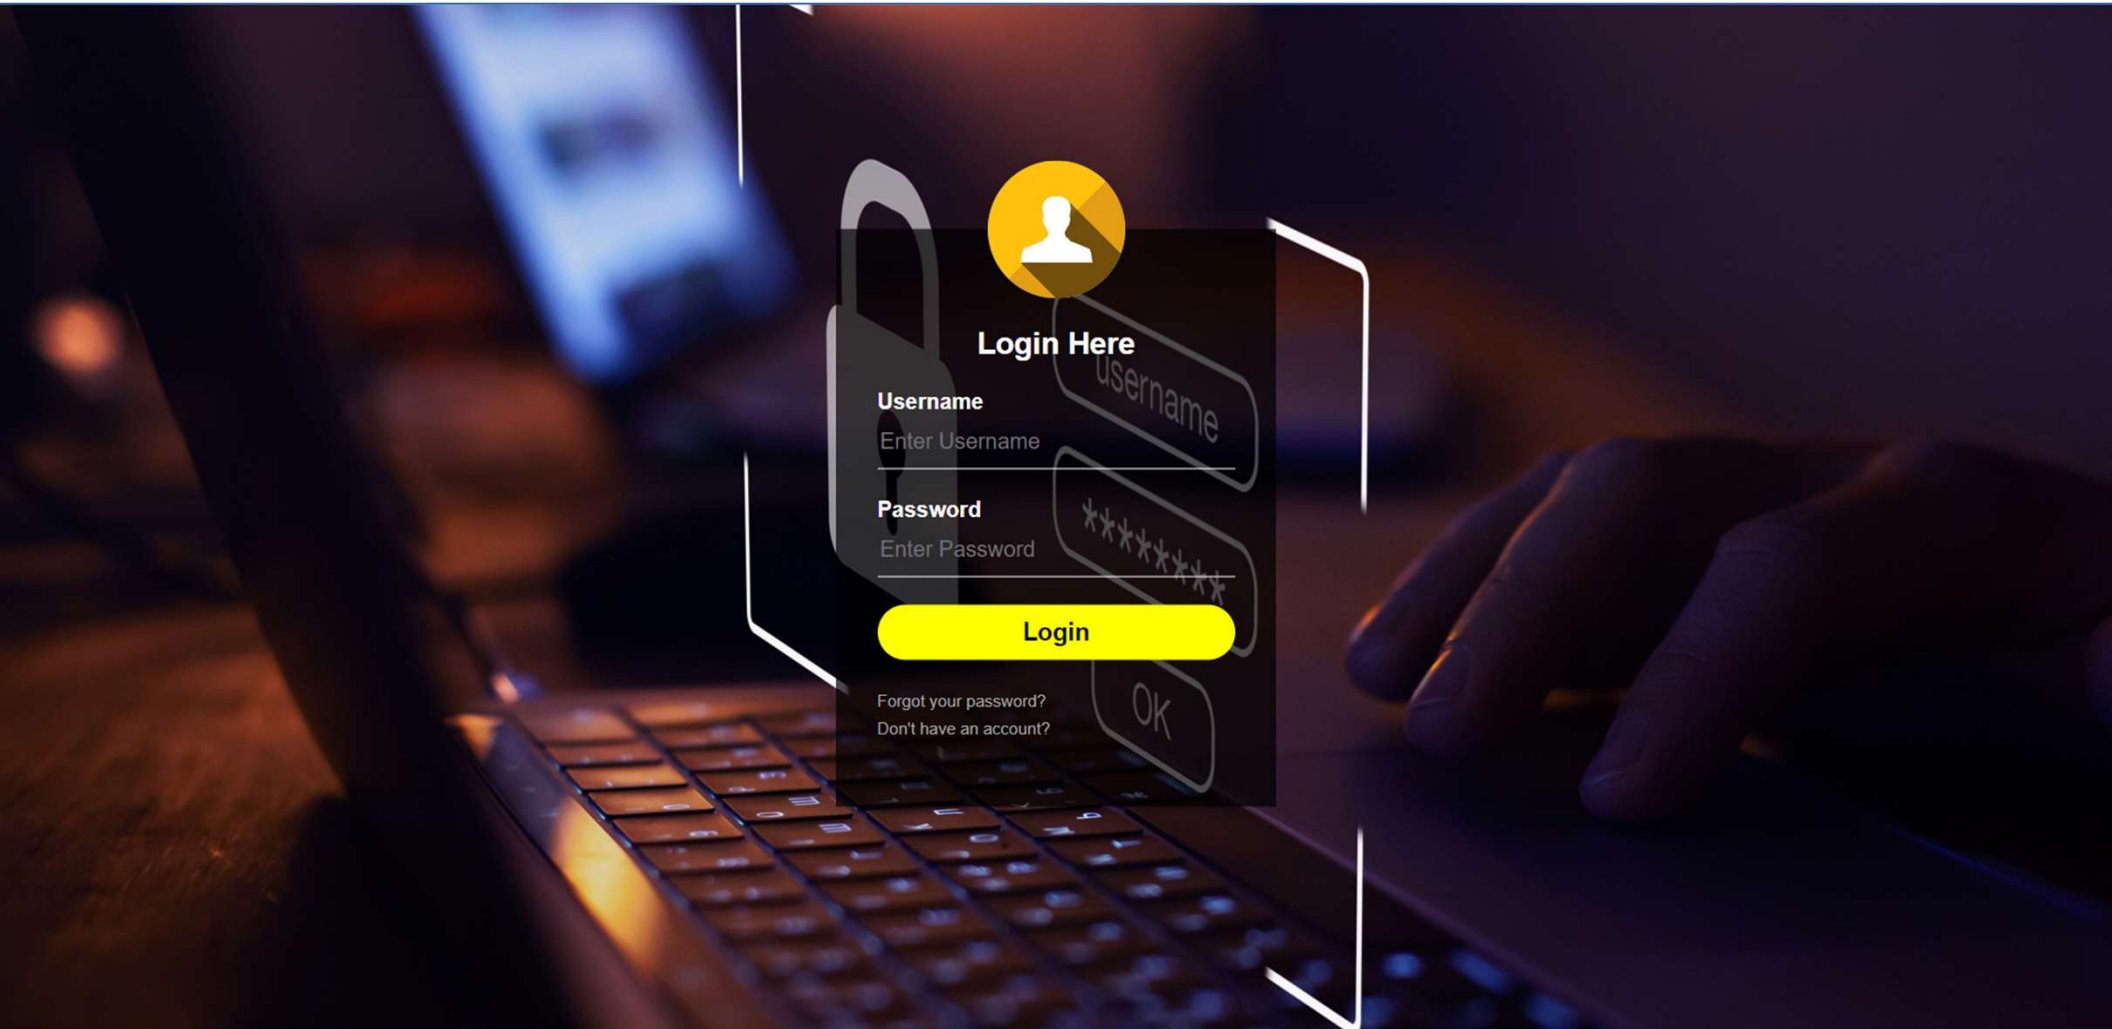 Login Here
username
Username
Enter Username
Password
Enter Password
********
Login
Forgot your password?
Don't have an account?
OK